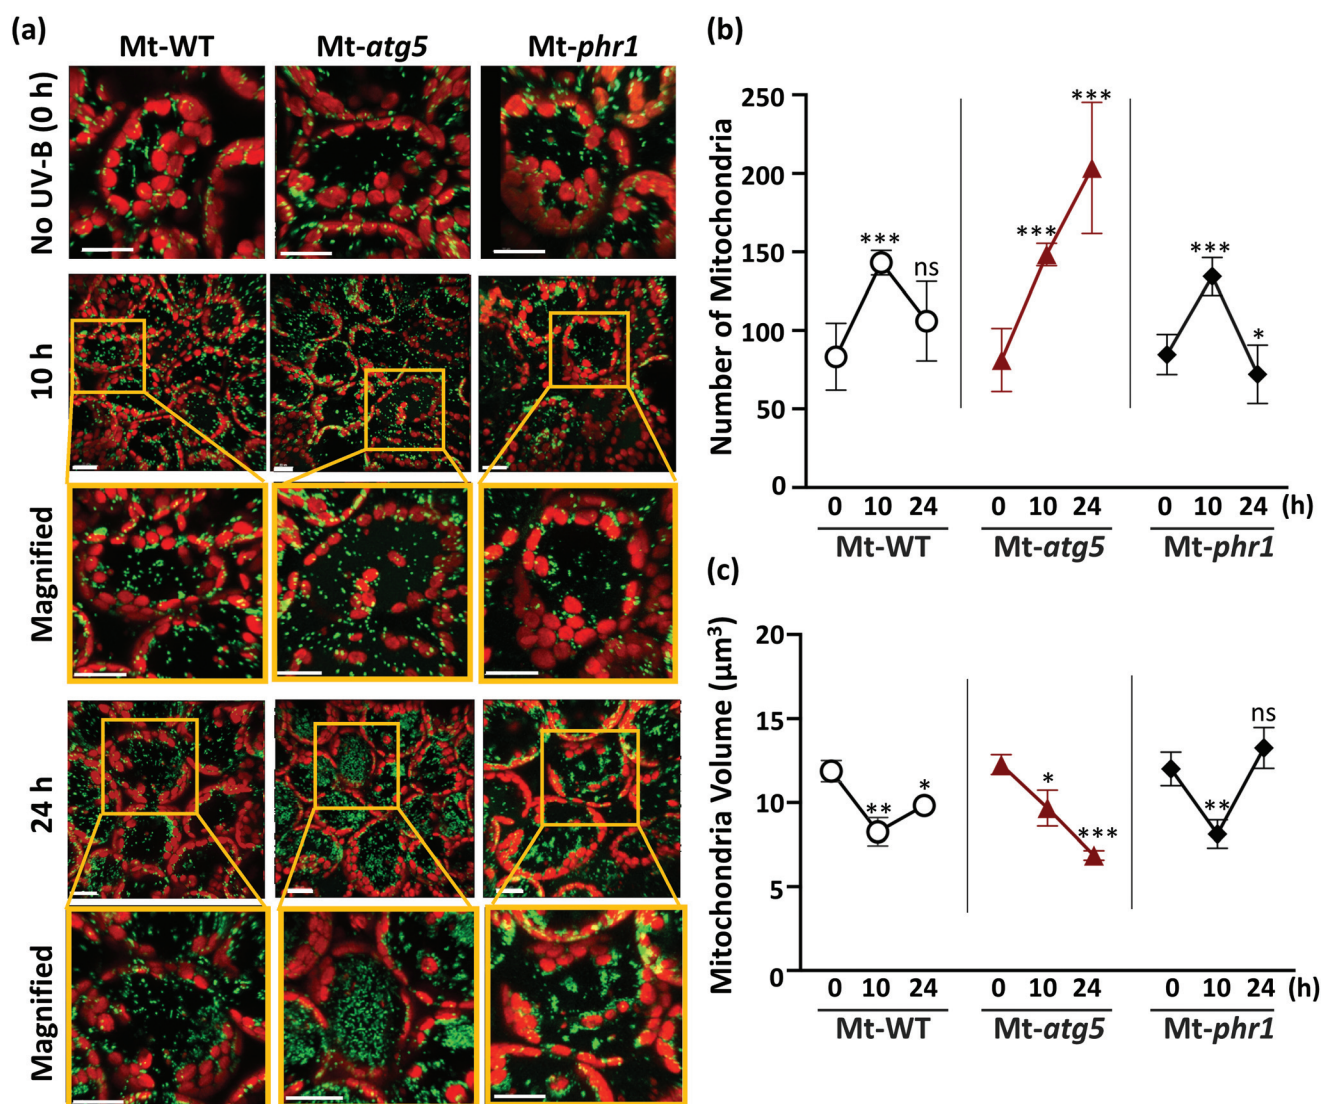 (a)
Mt-WT Mt-atg5 Mt-phr1
No UV-B (0 h)
10 h
Magnified
24 h
Magnified
(b)
Number of Mitochondria
250
200
150
100
50
0
*** ns
*** ***
*** *
0 10 24 0 10 24 0 10 24 (h)
Mt-WT Mt-atg5 Mt-phr1
(c)
Mitochondria Volume (µm³)
20
15
10
5
0
** *
* ***
** ns
0 10 24 0 10 24 0 10 24 (h)
Mt-WT Mt-atg5 Mt-phr1